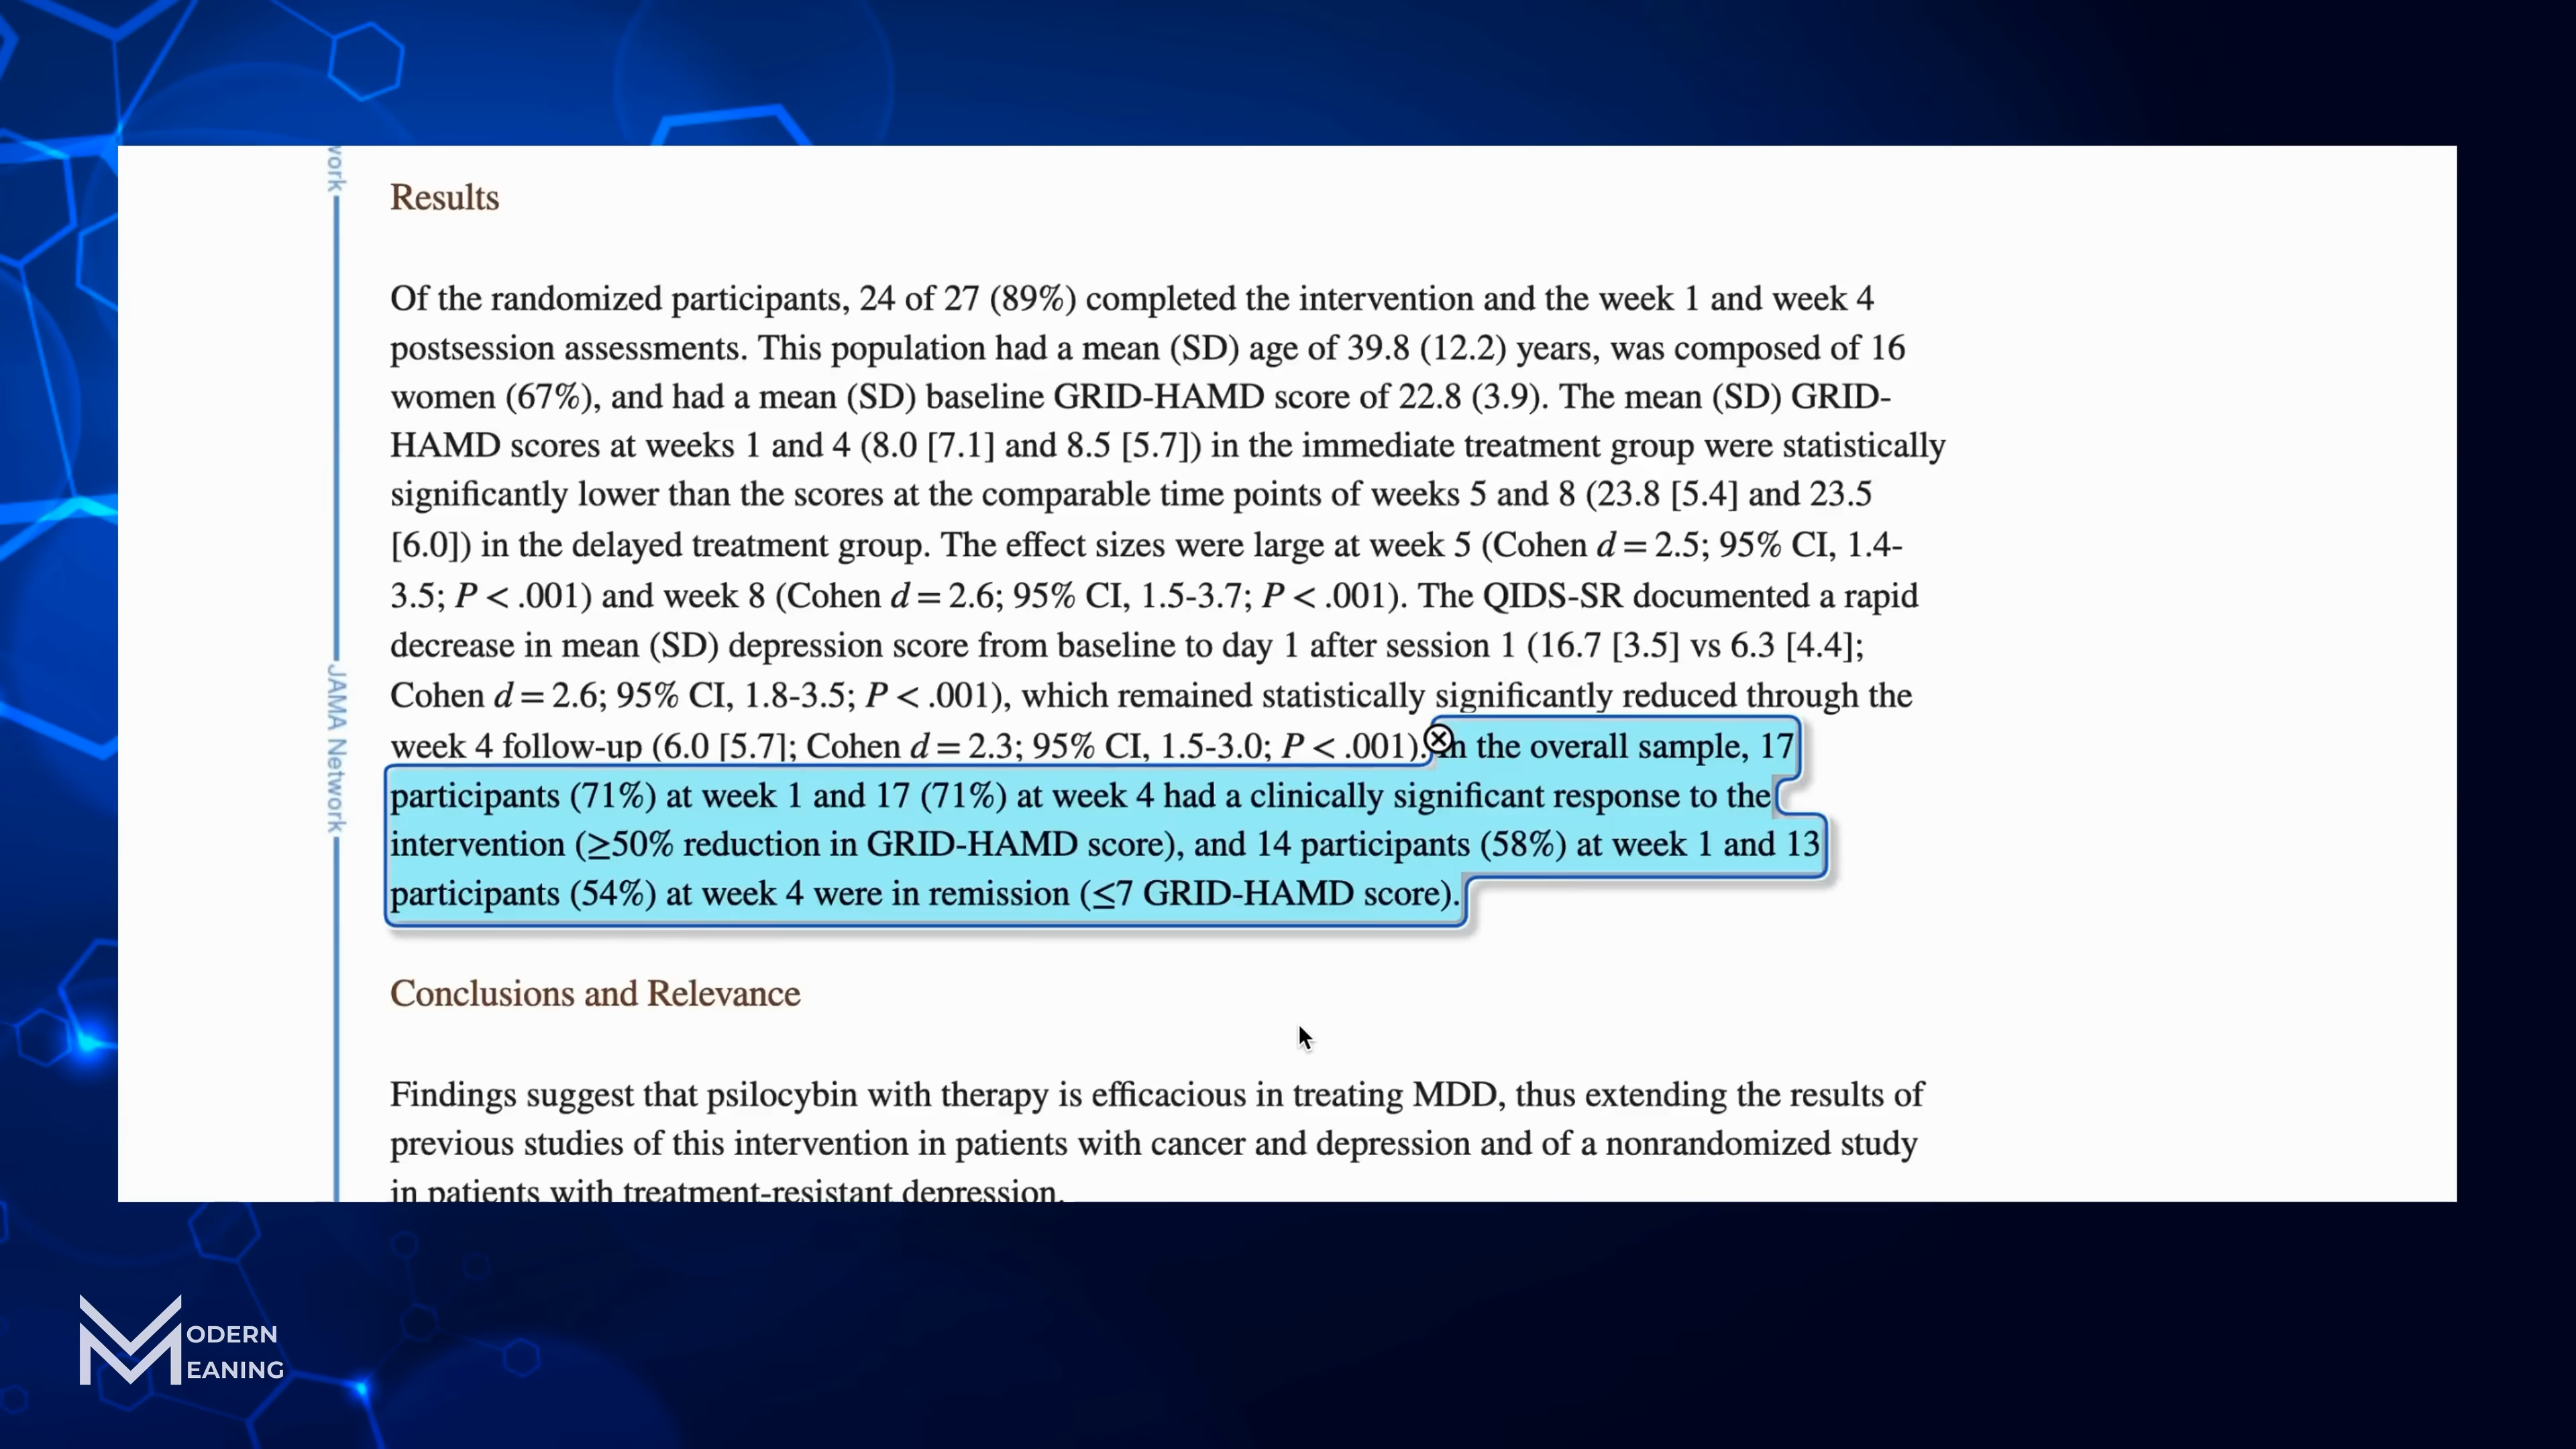 Results
Of the randomized participants, 24 of 27 (89%) completed the intervention and the week 1 and week 4
postsession assessments. This population had a mean (SD) age of 39.8 (12.2) years, was composed of 16
women (67%), and had a mean (SD) baseline GRID-HAMD score of 22.8 (3.9). The mean (SD) GRID-
HAMD scores at weeks 1 and 4 (8.0 [7.1] and 8.5 [5.7]) in the immediate treatment group were statistically
significantly lower than the scores at the comparable time points of weeks 5 and 8 (23.8 [5.4] and 23.5
[6.0]) in the delayed treatment group. The effect sizes were large at week 5 (Cohen d = 2.5; 95% CI, 1.4-
3.5; P < .001) and week 8 (Cohen d = 2.6; 95% CI, 1.5-3.7; P < .001). The QIDS-SR documented a rapid
decrease in mean (SD) depression score from baseline to day 1 after session 1 (16.7 [3.5] vs 6.3 [4.4];
Cohen d = 2.6; 95% CI, 1.8-3.5; P < .001), which remained statistically significantly reduced through the
week 4 follow-up (6.0 [5.7]; Cohen d = 2.3; 95% CI, 1.5-3.0; P < .001). In the overall sample, 17
participants (71%) at week 1 and 17 (71%) at week 4 had a clinically significant response to the
intervention (≥50% reduction in GRID-HAMD score), and 14 participants (58%) at week 1 and 13
participants (54%) at week 4 were in remission (≤7 GRID-HAMD score).
Conclusions and Relevance
Findings suggest that psilocybin with therapy is efficacious in treating MDD, thus extending the results of
previous studies of this intervention in patients with cancer and depression and of a nonrandomized study
in patients with treatment-resistant depression.
work
JAMA Network
MODERN
MEANING